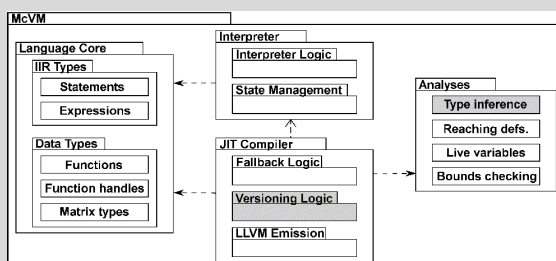 McVM
Language Core
IIR Types
Statements
Expressions
Data Types
Functions
Function handles
Matrix types
Interpreter
Interpreter Logic
State Management
JIT Compiler
Fallback Logic
Versioning Logic
LLVM Emission
Analyses
Type inference
Reaching defs.
Live variables
Bounds checking